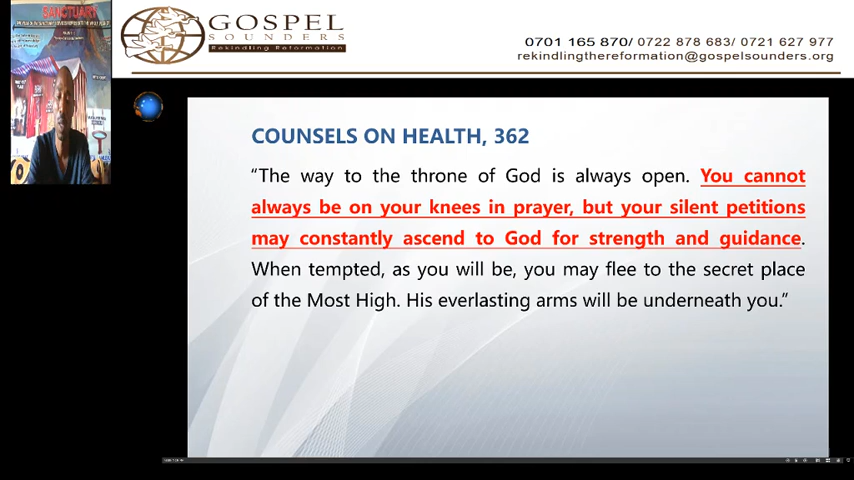 SANCTUARY
GOSPEL
SOUNDERS
Rekindling Reformation
0701 165 870/ 0722 878 683/ 0721 627 977
rekindlingthereformation@gospelsounders.org
COUNSELS ON HEALTH, 362
“The way to the throne of God is always open. You cannot
always be on your knees in prayer, but your silent petitions
may constantly ascend to God for strength and guidance.
When tempted, as you will be, you may flee to the secret place
of the Most High. His everlasting arms will be underneath you.”